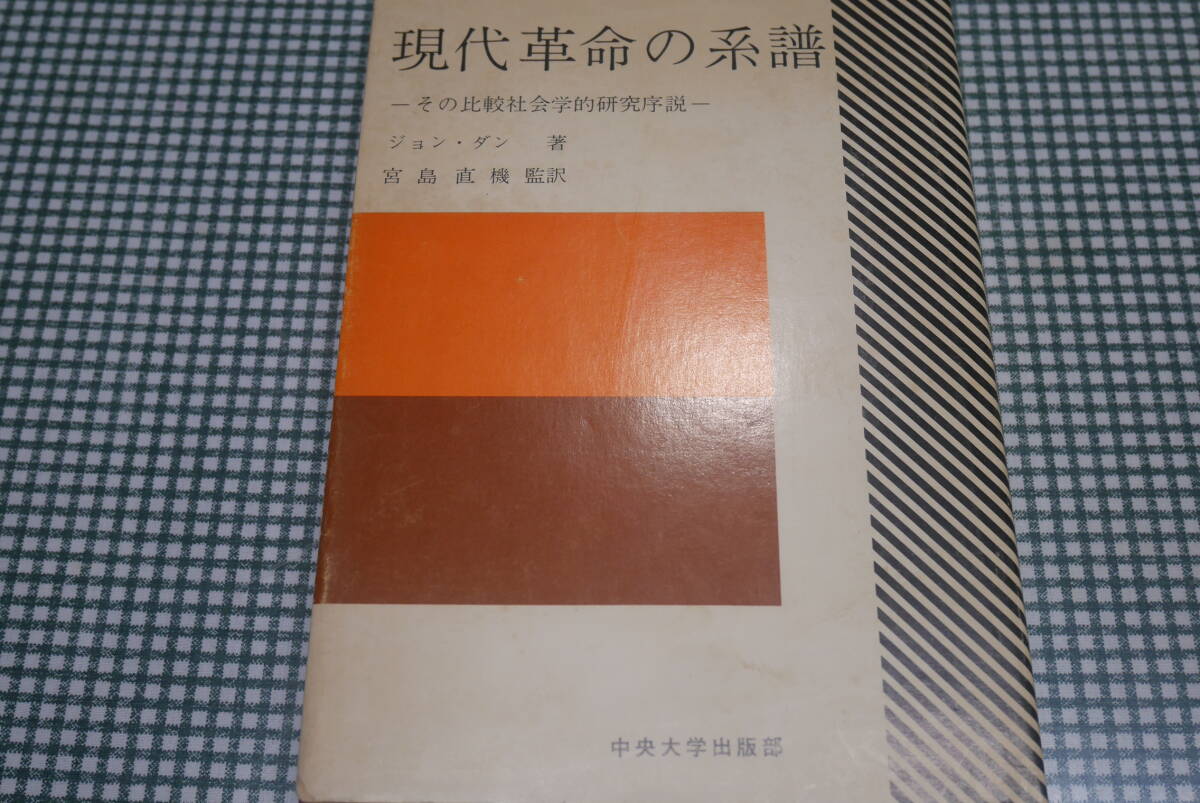 現代革命の系譜
―その比較社会学的研究序説―
ジョン・ダン 著
宮島直機監訳
中央大学出版部